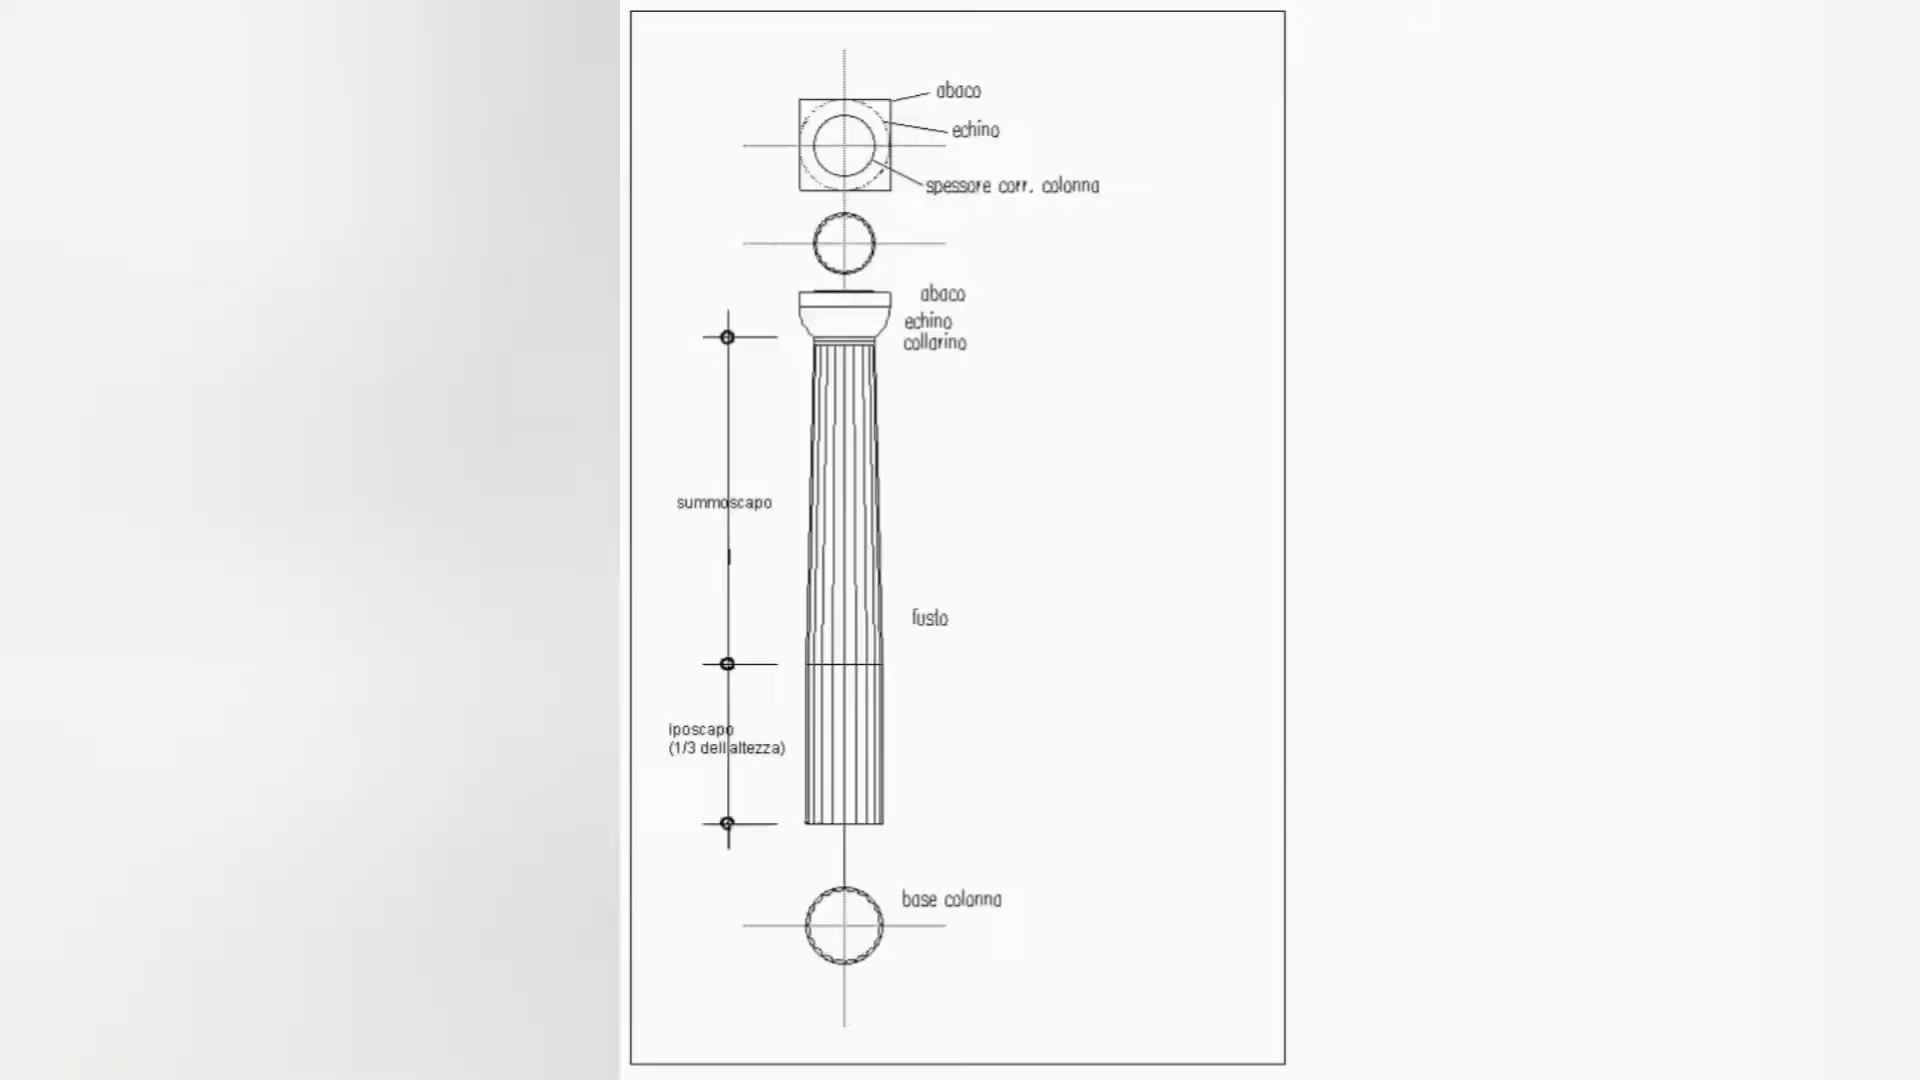 abaco
echino
spessore corr. colonna
abaco
echino
collarino
summoscapo
fusto
iposcapo
(1/3 dell'altezza)
base colonna